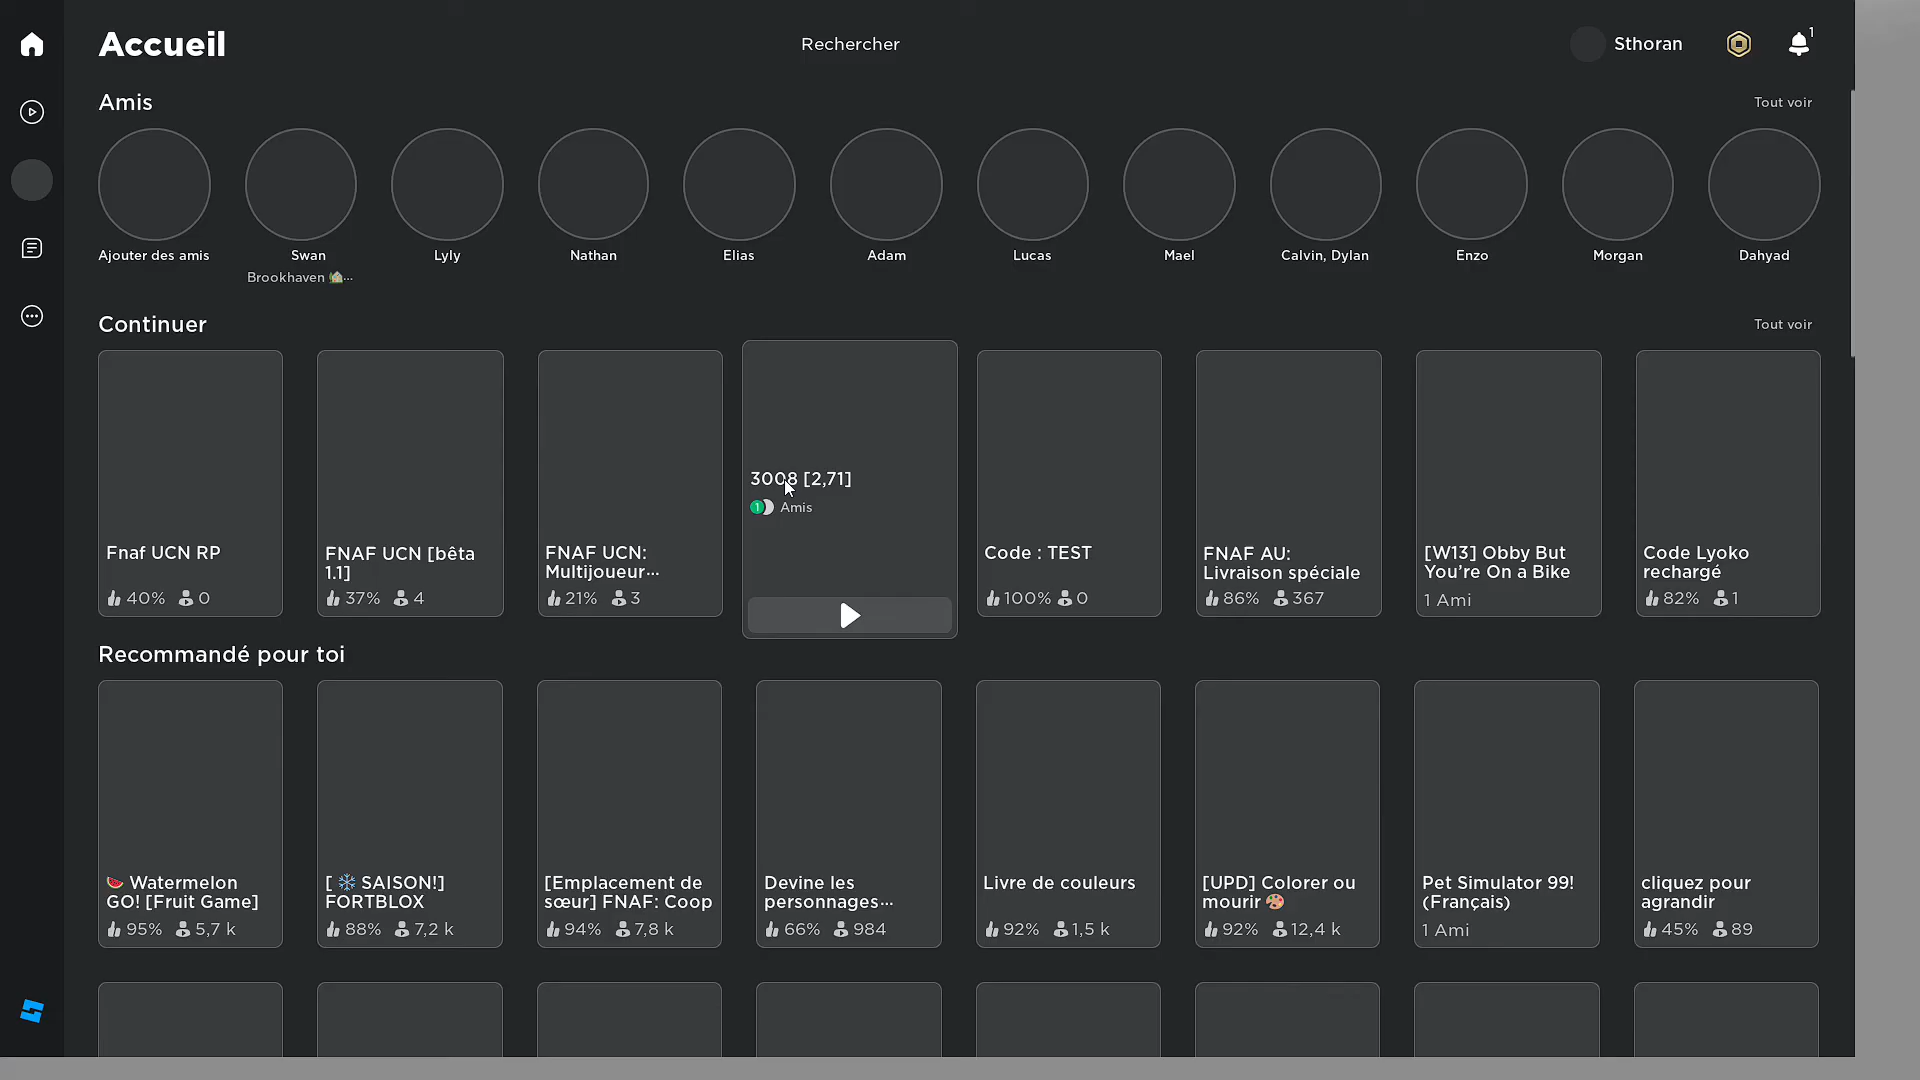 Accueil
Rechercher
Sthoran
1
Amis
Tout voir
Ajouter des amis
Swan
Lyly
Nathan
Elias
Adam
Lucas
Mael
Calvin, Dylan
Enzo
Morgan
Dahyad
Brookhaven 🏡...
Continuer
Tout voir
Fnaf UCN RP
40% 0
FNAF UCN [bêta
1.1]
37% 4
FNAF UCN:
Multijoueur...
21% 3
3008 [2,71]
1 Amis
Code : TEST
100% 0
FNAF AU:
Livraison spéciale
86% 367
[W13] Obby But
You're On a Bike
1 Ami
Code Lyoko
rechargé
82% 1
Recommandé pour toi
🍉 Watermelon
GO! [Fruit Game]
95% 5,7 k
[ ❄️ SAISON!]
FORTBLOX
88% 7,2 k
[Emplacement de
sœur] FNAF: Coop
94% 7,8 k
Devine les
personnages...
66% 984
Livre de couleurs
92% 1,5 k
[UPD] Colorer ou
mourir 🎨
92% 12,4 k
Pet Simulator 99!
(Français)
1 Ami
cliquez pour
agrandir
45% 89